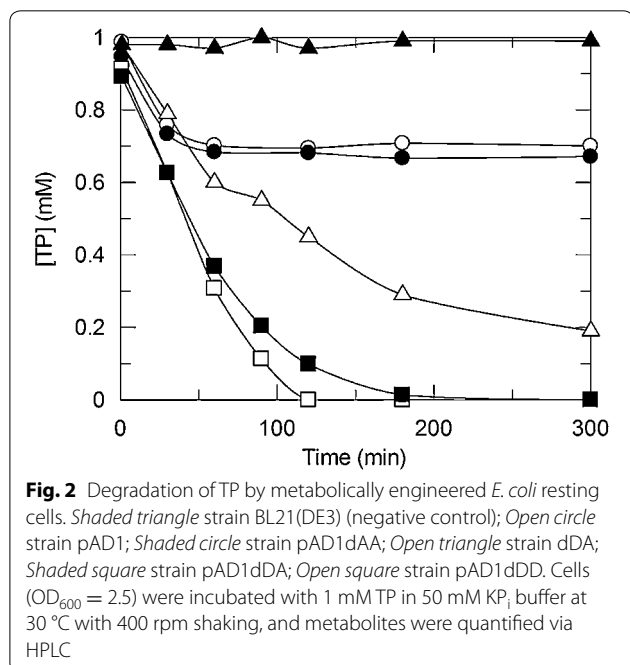 1
0.8
0.6
0.4
0.2
0
[TP] (mM)
0 100 200 300
Time (min)
Fig. 2 Degradation of TP by metabolically engineered E. coli resting
cells. Shaded triangle strain BL21(DE3) (negative control); Open circle
strain pAD1; Shaded circle strain pAD1dAA; Open triangle strain dDA;
Shaded square strain pAD1dDA; Open square strain pAD1dDD. Cells
(OD600 = 2.5) were incubated with 1 mM TP in 50 mM KPi buffer at
30 °C with 400 rpm shaking, and metabolites were quantified via
HPLC